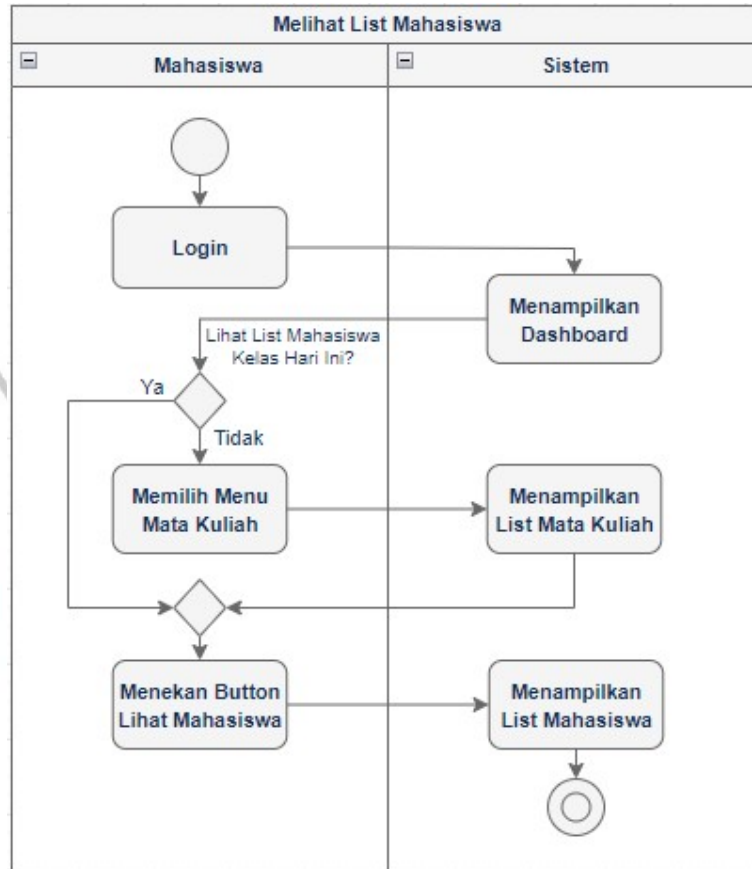 Melihat List Mahasiswa
Mahasiswa
Sistem
Login
Menampilkan
Dashboard
Lihat List Mahasiswa
Kelas Hari Ini?
Ya
Tidak
Memilih Menu
Mata Kuliah
Menampilkan
List Mata Kuliah
Menekan Button
Lihat Mahasiswa
Menampilkan
List Mahasiswa